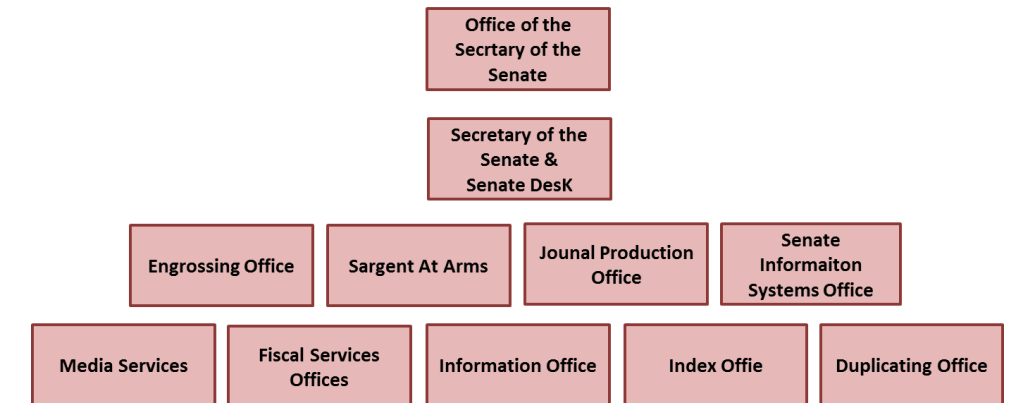 Office of the
Secrtary of the
Senate
Secretary of the
Senate &
Senate DesK
Engrossing Office
Sargent At Arms
Jounal Production
Office
Senate
Informaiton
Systems Office
Media Services
Fiscal Services
Offices
Information Office
Index Offie
Duplicating Office